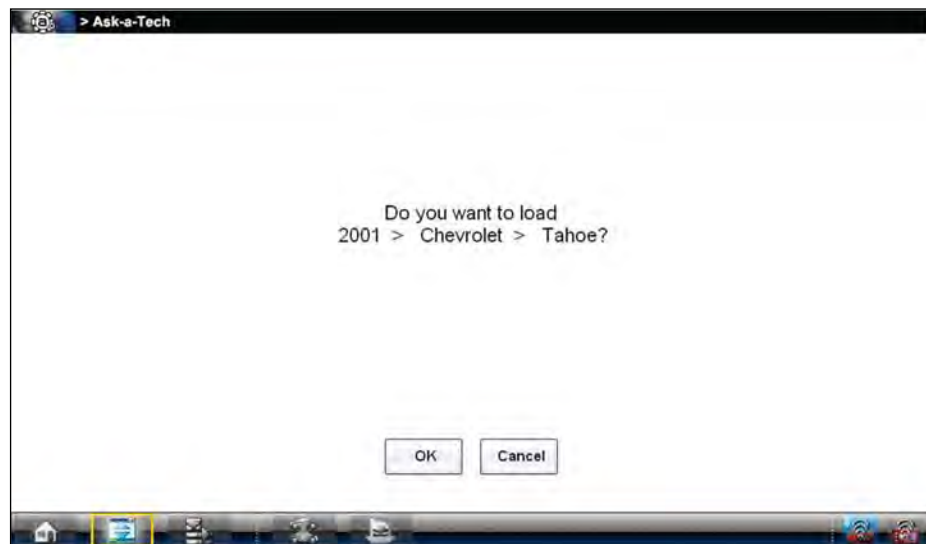 > Ask-a-Tech
Do you want to load
2001 > Chevrolet > Tahoe?
OK
Cancel